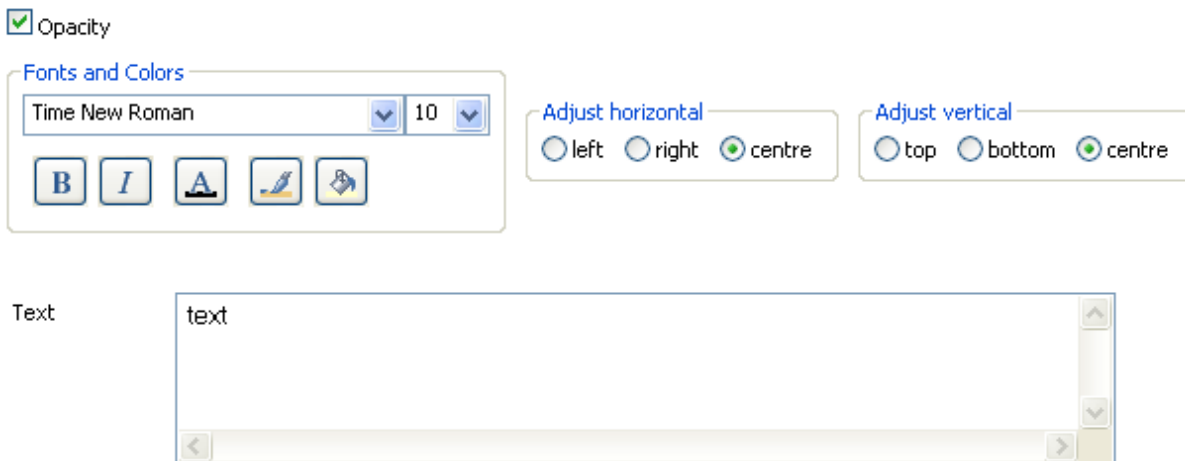 Opacity
Fonts and Colors
Time New Roman 10
B I A
Adjust horizontal
left right centre
Adjust vertical
top bottom centre
Text
text